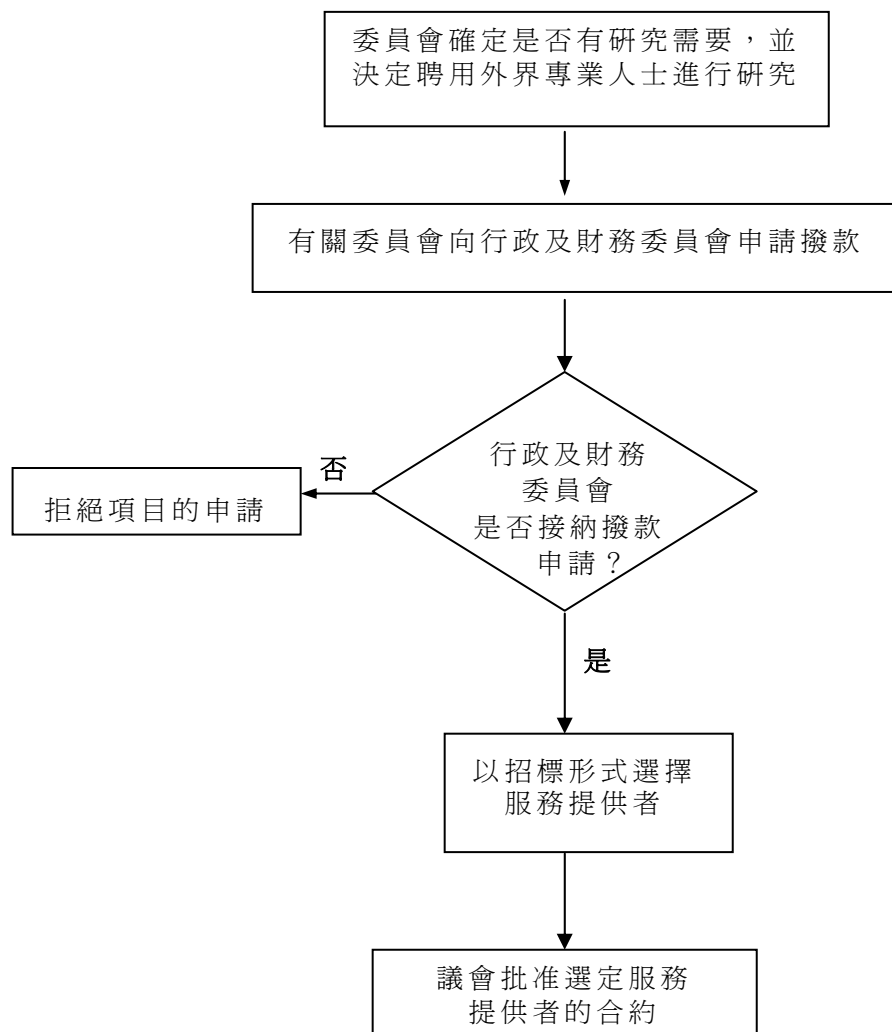 委員會確定是否有研究需要，並
決定聘用外界專業人士進行研究
有關委員會向行政及財務委員會申請撥款
行政及財務
委員會
是否接納撥款
申請？
否
拒絕項目的申請
是
以招標形式選擇
服務提供者
議會批准選定服務
提供者的合約